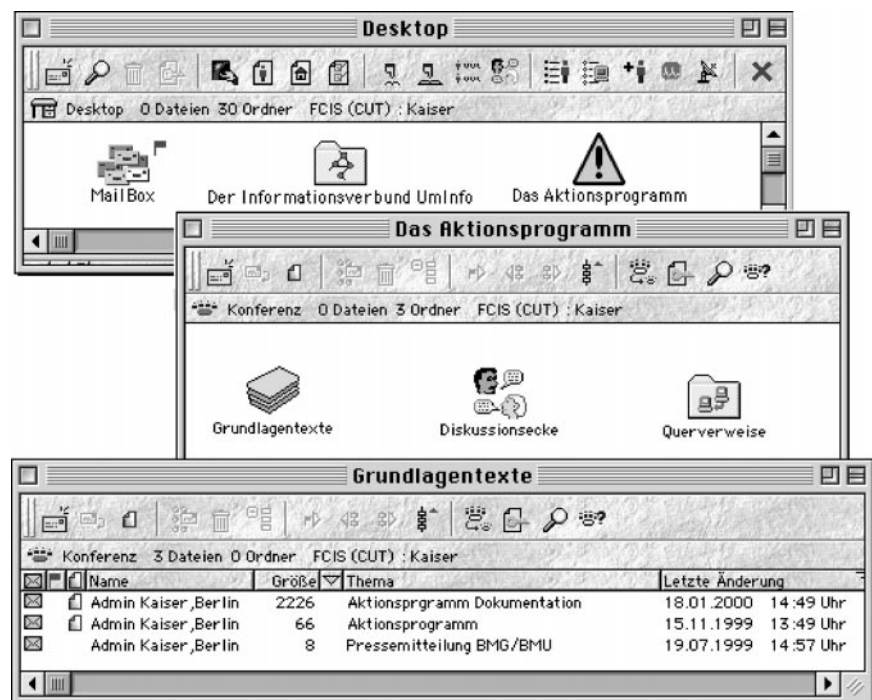 Desktop
Desktop 0 Dateien 30 Ordner FCIS (CUT) : Kaiser
MailBox
Der Informationsverbund UmInfo
Das Aktionsprogramm
Das Aktionsprogramm
Konferenz 0 Dateien 3 Ordner FCIS (CUT) : Kaiser
Grundlagentexte
Diskussionsecke
Querverweise
Grundlagentexte
Konferenz 3 Dateien 0 Ordner FCIS (CUT) : Kaiser
Name Größe Thema Letzte Änderung
Admin Kaiser,Berlin 2226 Aktionsprgramm Dokumentation 18.01.2000 14:49 Uhr
Admin Kaiser,Berlin 66 Aktionsprogramm 15.11.1999 13:49 Uhr
Admin Kaiser,Berlin 8 Pressemitteilung BMG/BMU 19.07.1999 14:57 Uhr